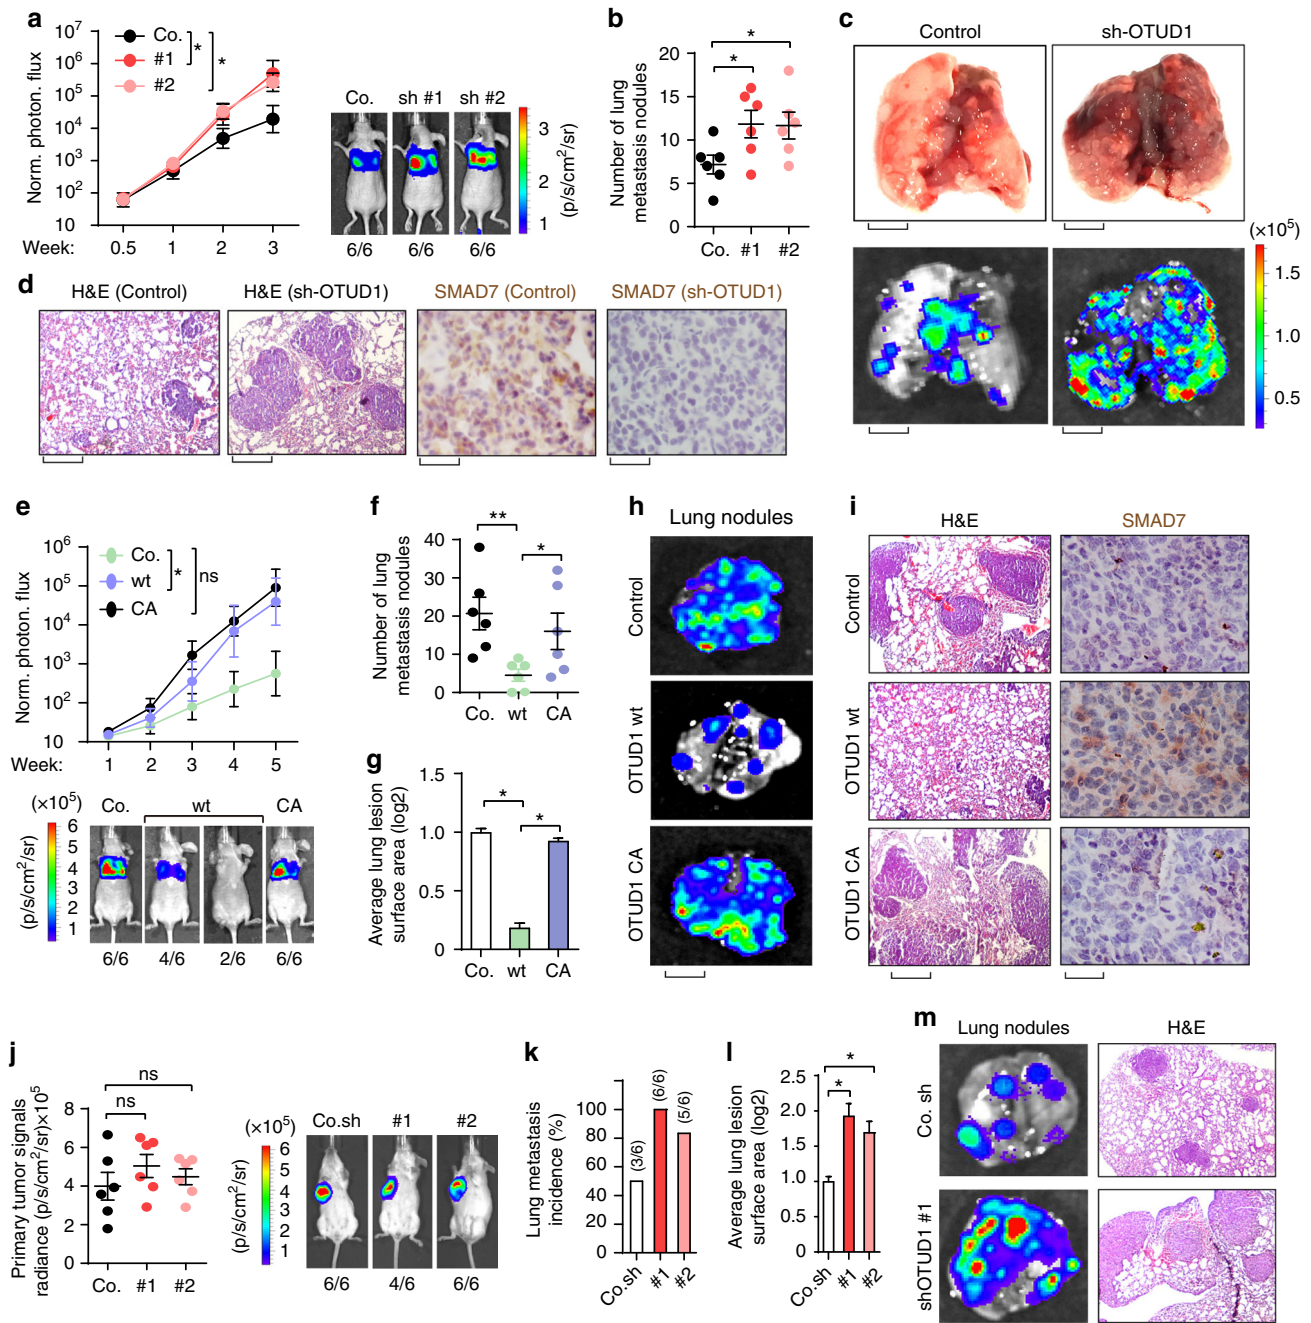 a
10⁷
10⁶
10⁵
10⁴
10³
10²
10
Norm. photon. flux
Co.
#1
#2
*
*
Week:
0.5
1
2
3
Co.
sh #1
sh #2
6/6
6/6
6/6
3
2
1
(p/s/cm²/sr)
b
20
15
10
5
0
Number of lung
metastasis nodules
*
*
Co.
#1
#2
c
Control
sh-OTUD1
(×10⁵)
1.5
1.0
0.5
d
H&E (Control)
H&E (sh-OTUD1)
SMAD7 (Control)
SMAD7 (sh-OTUD1)
e
10⁶
10⁵
10⁴
10³
10²
10
Norm. photon. flux
Co.
wt
CA
*
ns
Week:
1
2
3
4
5
(×10⁵)
6
5
4
3
2
1
(p/s/cm²/sr)
Co.
wt
CA
6/6
4/6
2/6
6/6
f
40
30
20
10
0
Number of lung
metastasis nodules
**
*
Co.
wt
CA
g
1.5
1.0
0.5
0
Average lung lesion
surface area (log2)
*
*
Co.
wt
CA
h
Lung nodules
Control
OTUD1 wt
OTUD1 CA
i
H&E
SMAD7
Control
OTUD1 wt
OTUD1 CA
j
8
6
4
2
0
Primary tumor signals
radiance (p/s/cm²/sr)×10⁵
ns
ns
Co.
#1
#2
(×10⁵)
6
5
4
3
2
1
(p/s/cm²/sr)
Co.sh
#1
#2
6/6
4/6
6/6
k
100
80
60
40
20
0
Lung metastasis
incidence (%)
(3/6)
(6/6)
(5/6)
Co.sh
#1
#2
l
2.5
2.0
1.5
1.0
0.5
0
Average lung lesion
surface area (log2)
*
*
Co.sh
#1
#2
m
Lung nodules
H&E
Co. sh
shOTUD1 #1